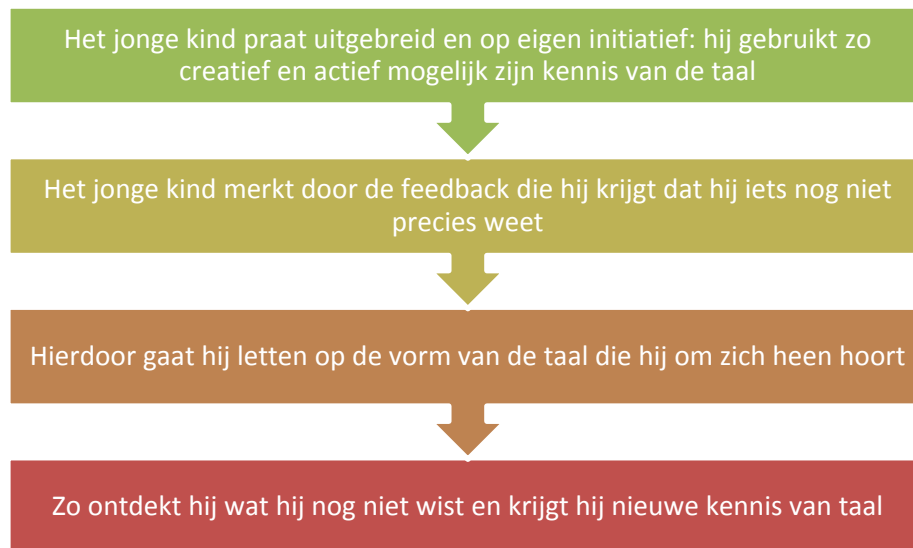 Het jonge kind praat uitgebreid en op eigen initiatief: hij gebruikt zo
creatief en actief mogelijk zijn kennis van de taal
Het jonge kind merkt door de feedback die hij krijgt dat hij iets nog niet
precies weet
Hierdoor gaat hij letten op de vorm van de taal die hij om zich heen hoort
Zo ontdekt hij wat hij nog niet wist en krijgt hij nieuwe kennis van taal